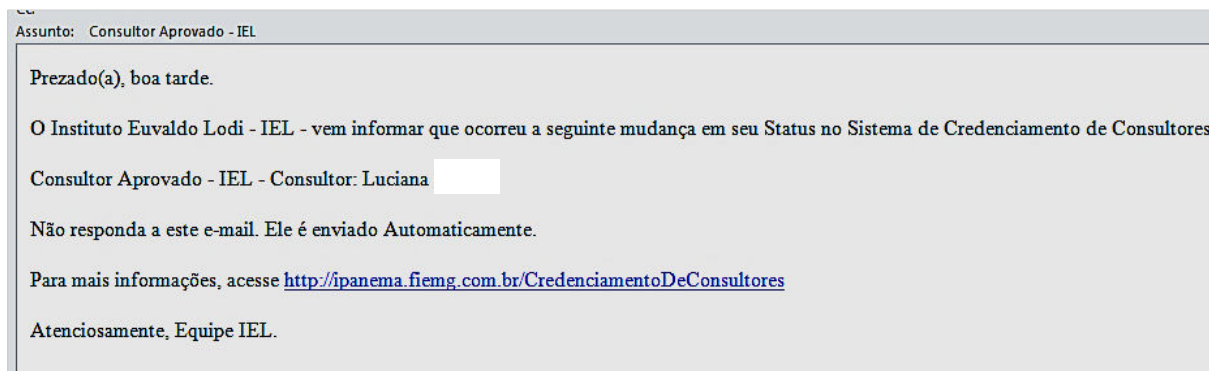 Assunto: Consultor Aprovado - IEL
Prezado(a), boa tarde.
O Instituto Euvaldo Lodi - IEL - vem informar que ocorreu a seguinte mudança em seu Status no Sistema de Credenciamento de Consultores
Consultor Aprovado - IEL - Consultor: Luciana
Não responda a este e-mail. Ele é enviado Automaticamente.
Para mais informações, acesse http://ipanema.fiemg.com.br/CredenciamentoDeConsultores
Atenciosamente, Equipe IEL.